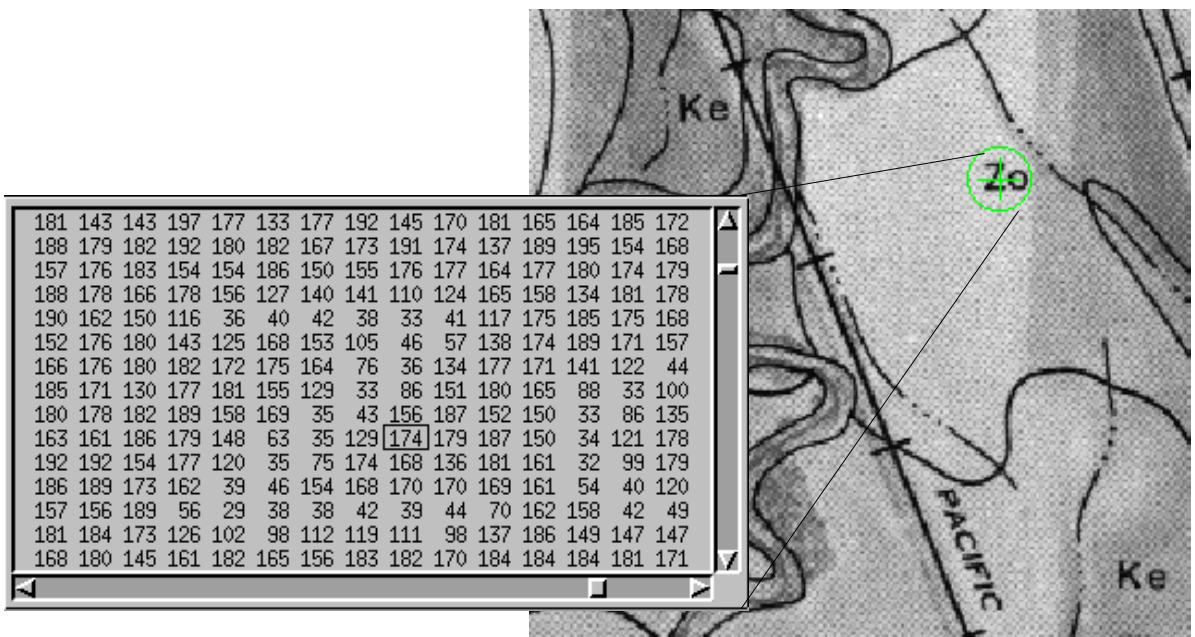 Ke
Zo
181 143 143 197 177 133 177 192 145 170 181 165 164 185 172
188 179 182 192 180 182 167 173 191 174 137 189 195 154 168
157 176 183 154 154 186 150 155 176 177 164 177 180 174 179
188 178 166 178 156 127 140 141 110 124 165 158 134 181 178
190 162 150 116 36 40 42 38 33 41 117 175 185 175 168
152 176 180 143 125 168 153 105 46 57 138 174 189 171 157
166 176 180 182 172 175 164 76 36 134 177 171 141 122 44
185 171 130 177 181 155 129 33 86 151 180 165 88 33 100
180 178 182 189 158 169 35 43 156 187 152 150 33 86 135
163 161 186 179 148 63 35 129 174 179 187 150 34 121 178
192 192 154 177 120 35 75 174 168 136 181 161 32 99 179
186 189 173 162 39 46 154 168 170 170 169 161 54 40 120
157 156 189 56 29 38 38 42 39 44 70 162 158 42 49
181 184 173 126 102 98 112 119 111 98 137 186 149 147 147
168 180 145 161 182 165 156 183 182 170 184 184 184 181 171
PACIFIC
Ke